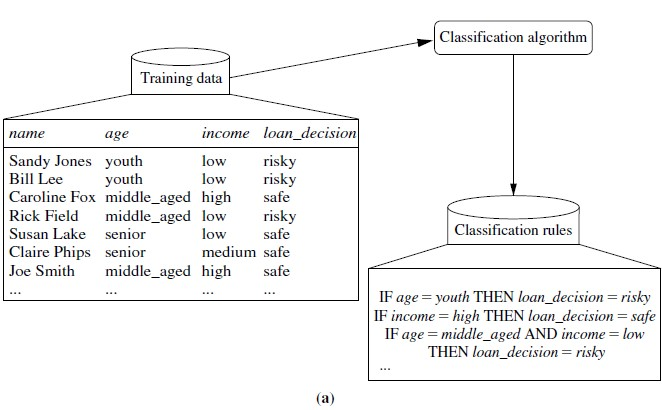 Classification algorithm
Training data
name age income loan_decision
Sandy Jones youth low risky
Bill Lee youth low risky
Caroline Fox middle_aged high safe
Rick Field middle_aged low risky
Susan Lake senior low safe
Claire Phips senior medium safe
Joe Smith middle_aged high safe
... ... ... ...
Classification rules
IF age = youth THEN loan_decision = risky
IF income = high THEN loan_decision = safe
IF age = middle_aged AND income = low
THEN loan_decision = risky
...
(a)